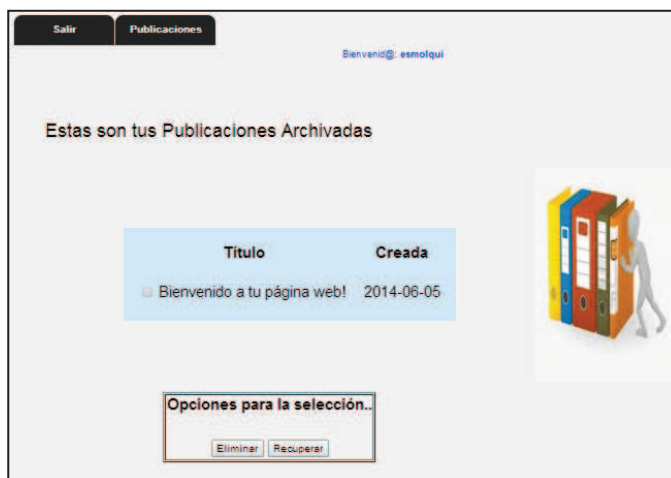 Salir Publicaciones
Bienvenid@: esmolqui
Estas son tus Publicaciones Archivadas
Título Creada
Bienvenido a tu página web! 2014-06-05
Opciones para la selección..
Eliminar Recuperar